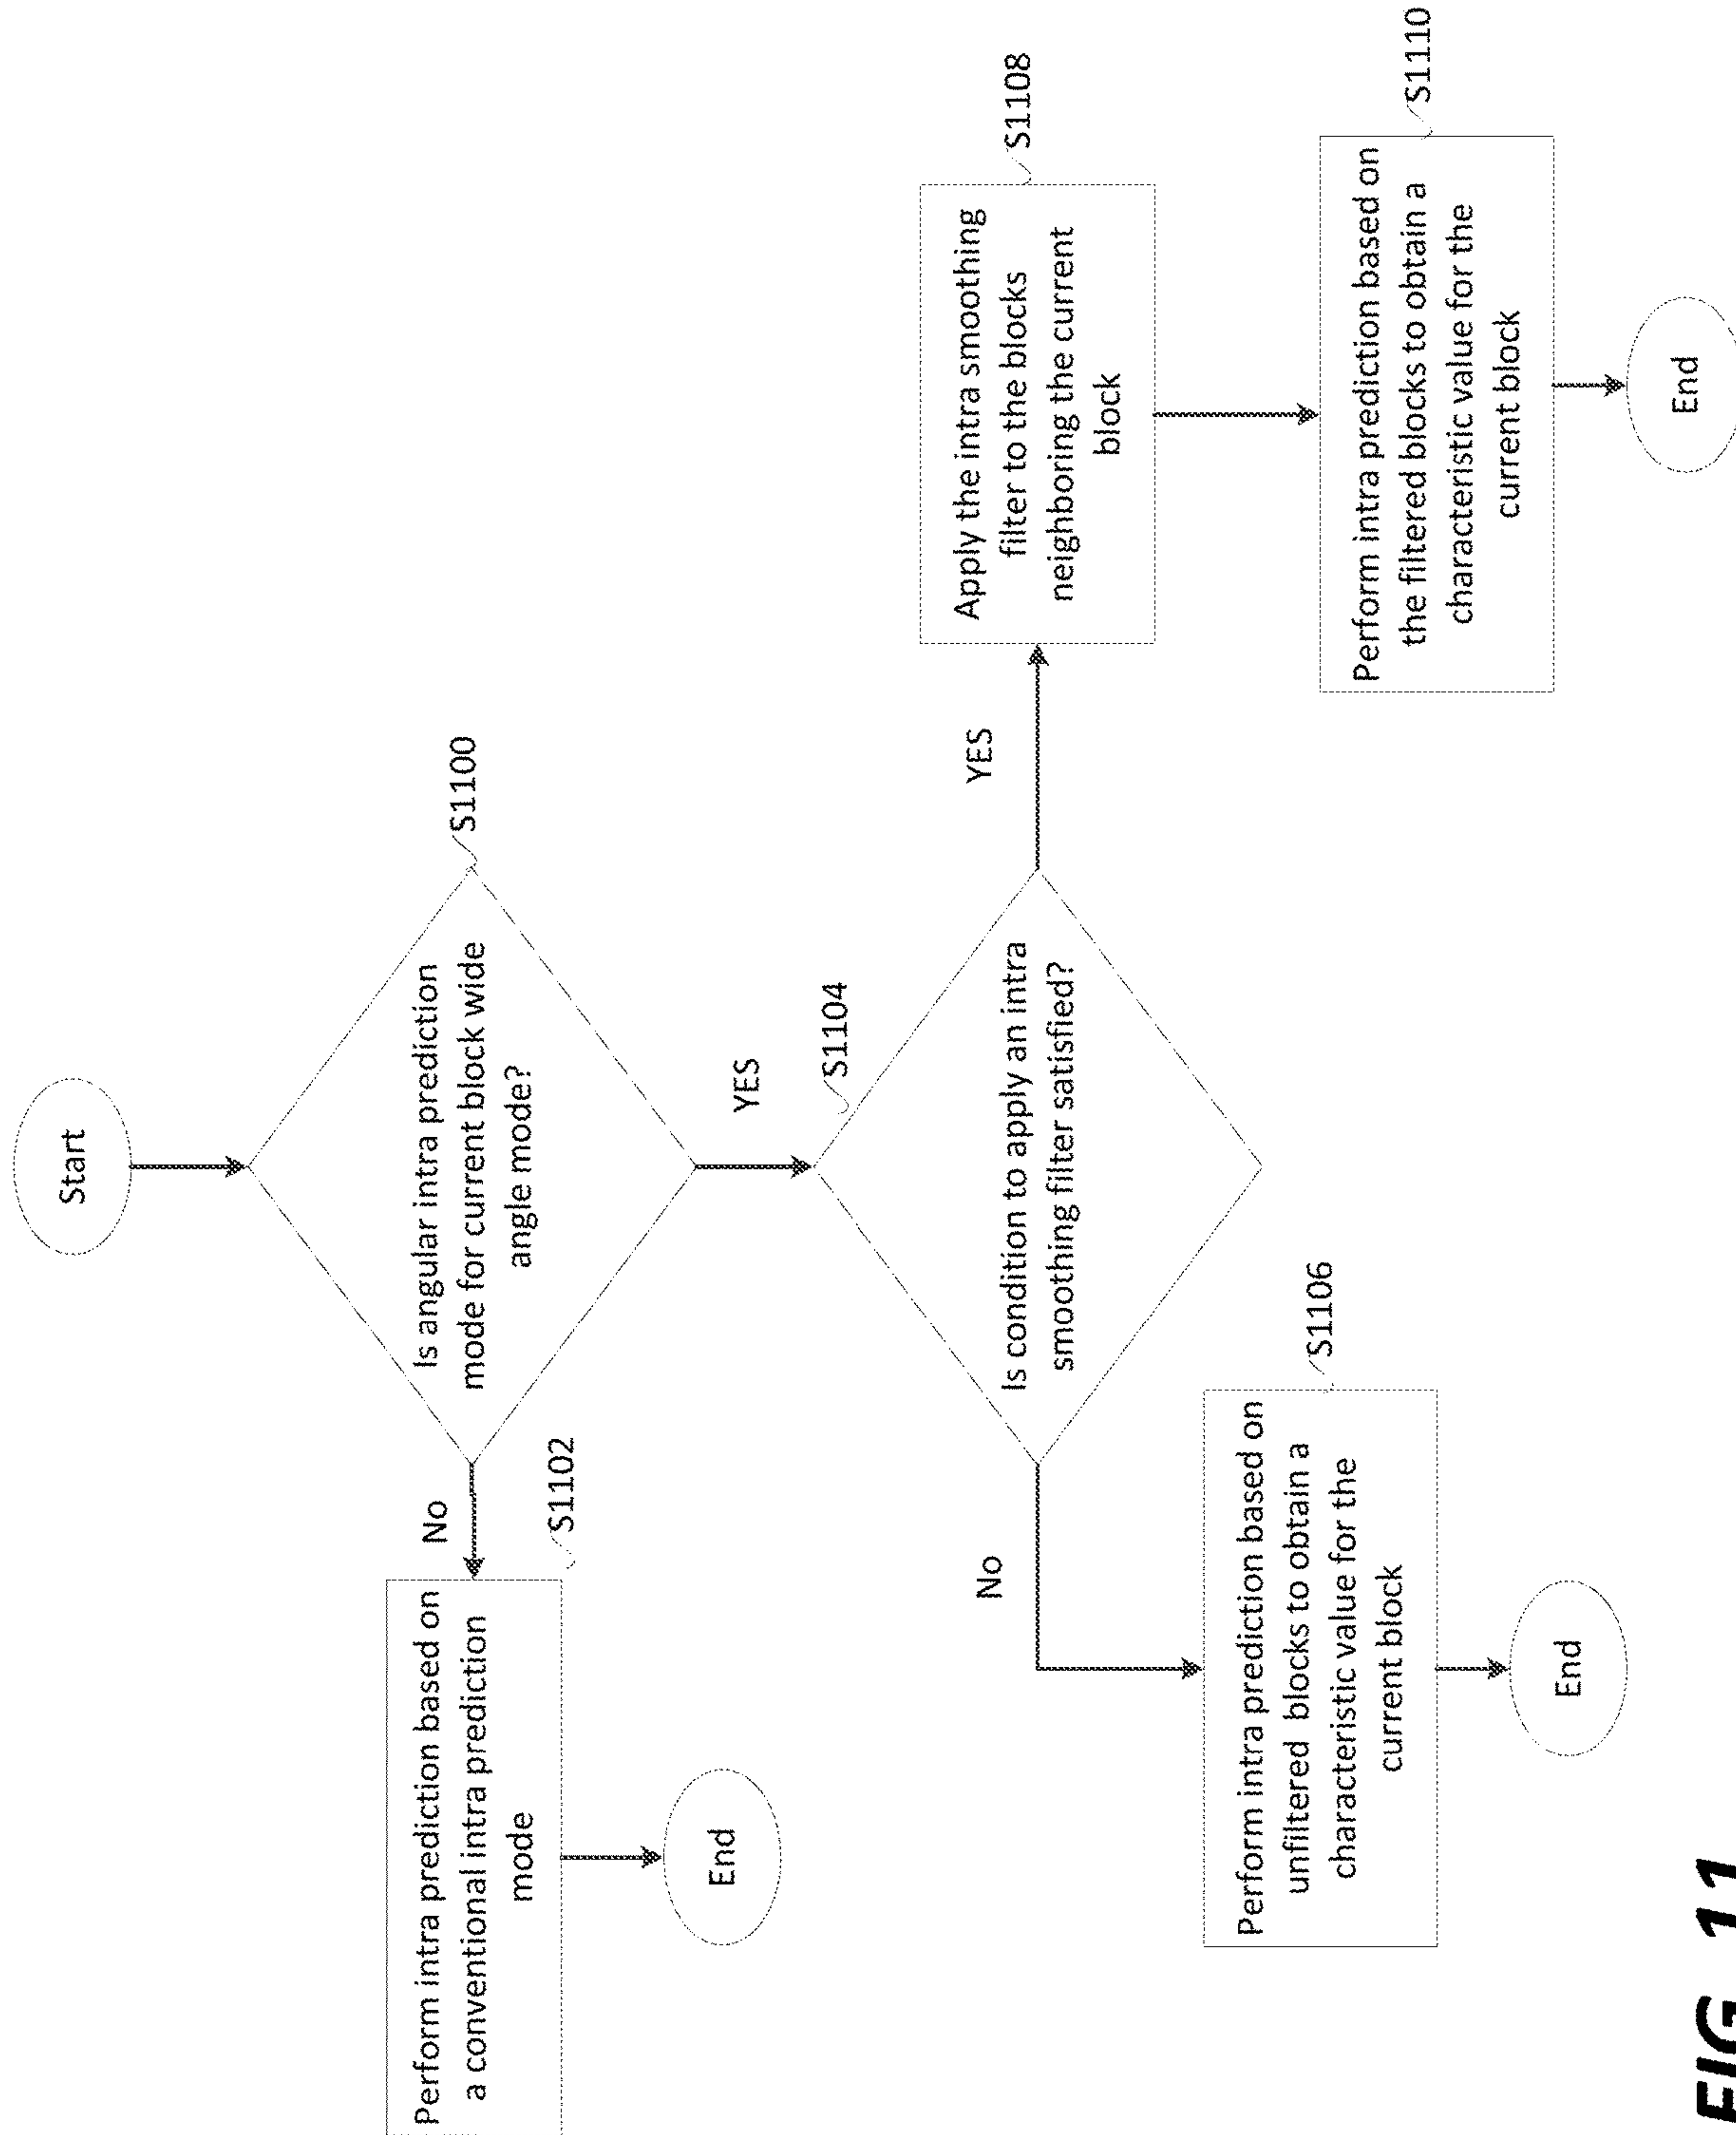 Start
Is angular intra prediction
mode for current block wide
angle mode?
S1100
No
Perform intra prediction based on
a conventional intra prediction
mode
S1102
End
YES
S1104
Is condition to apply an intra
smoothing filter satisfied?
No
S1106
Perform intra prediction based on
unfiltered blocks to obtain a
characteristic value for the
current block
End
YES
S1108
Apply the intra smoothing
filter to the blocks
neighboring the current
block
S1110
Perform intra prediction based on
the filtered blocks to obtain a
characteristic value for the
current block
End
FIG. 11